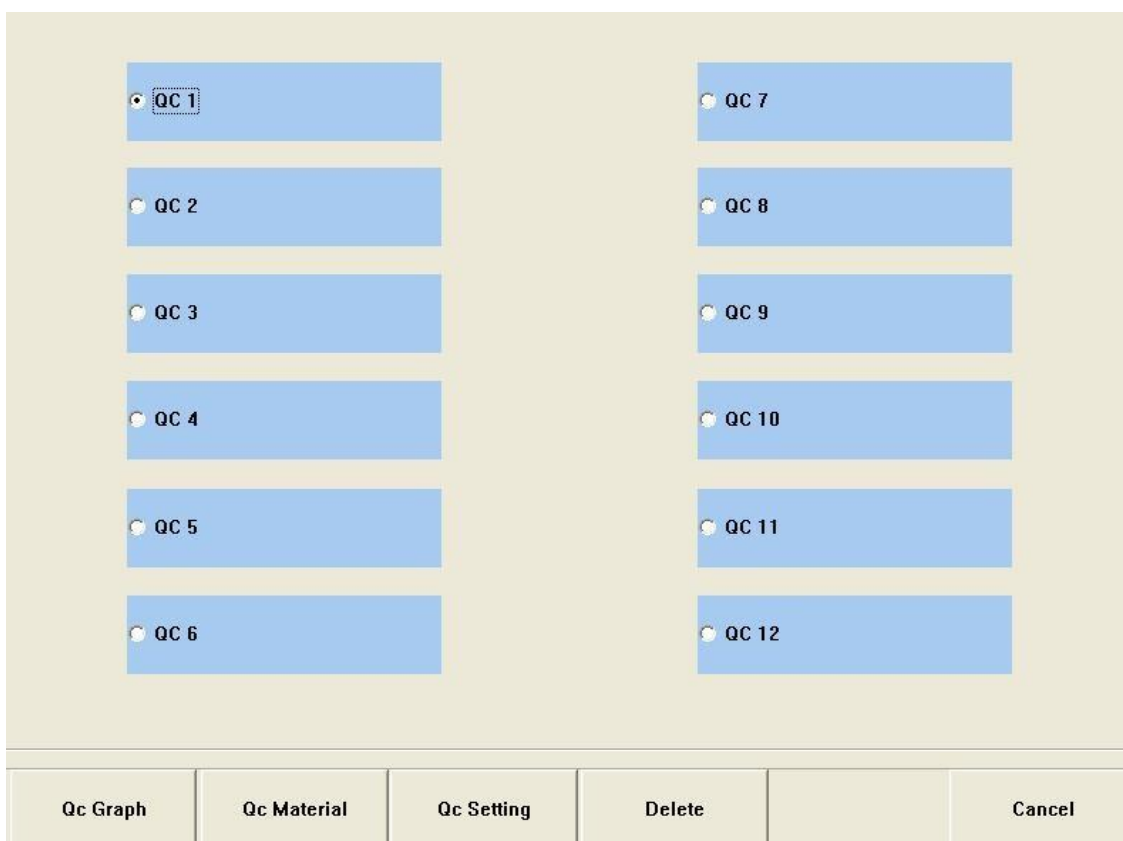 QC 1
QC 2
QC 3
QC 4
QC 5
QC 6
QC 7
QC 8
QC 9
QC 10
QC 11
QC 12
Qc Graph
Qc Material
Qc Setting
Delete
Cancel